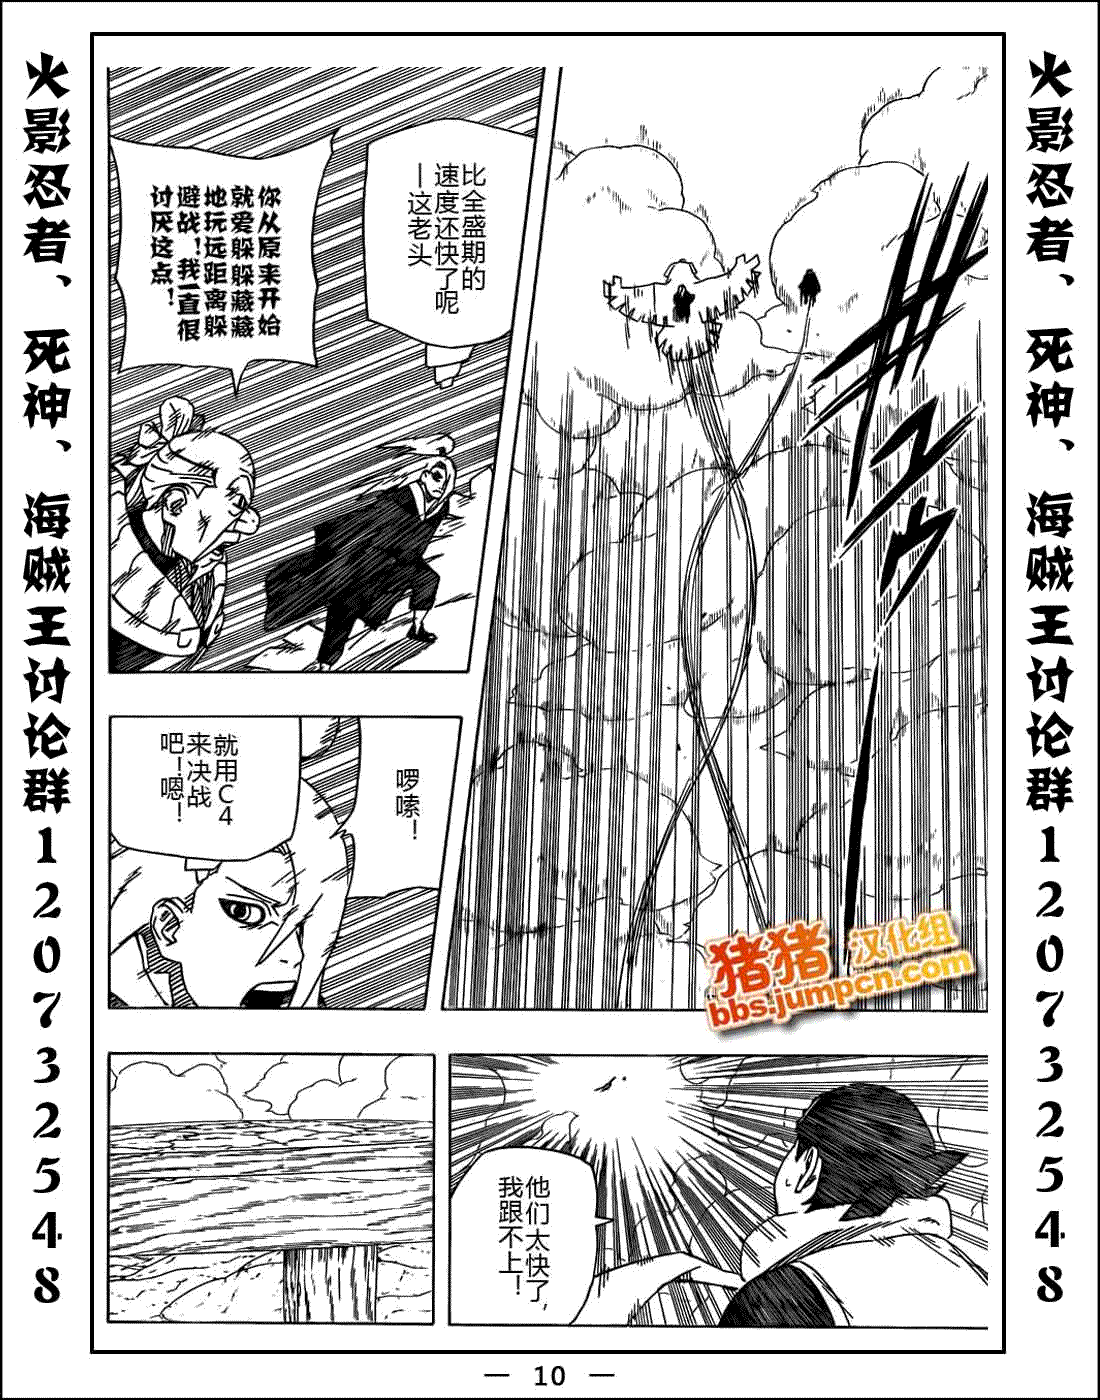 火影忍者、死神、海贼王讨论群120732548
比全盛期的
速度还快了呢
ー这老头
你从原来开始
就爱躲躲藏藏
地玩远距离躲
避战！我一直很
讨厌这点！
啰嗦！
就用C4
来决战
吧！嗯！
他们太快了，
我跟不上！
猪猪汉化组
bbs.jumpcn.com
火影忍者、死神、海贼王讨论群120732548
— 10 —